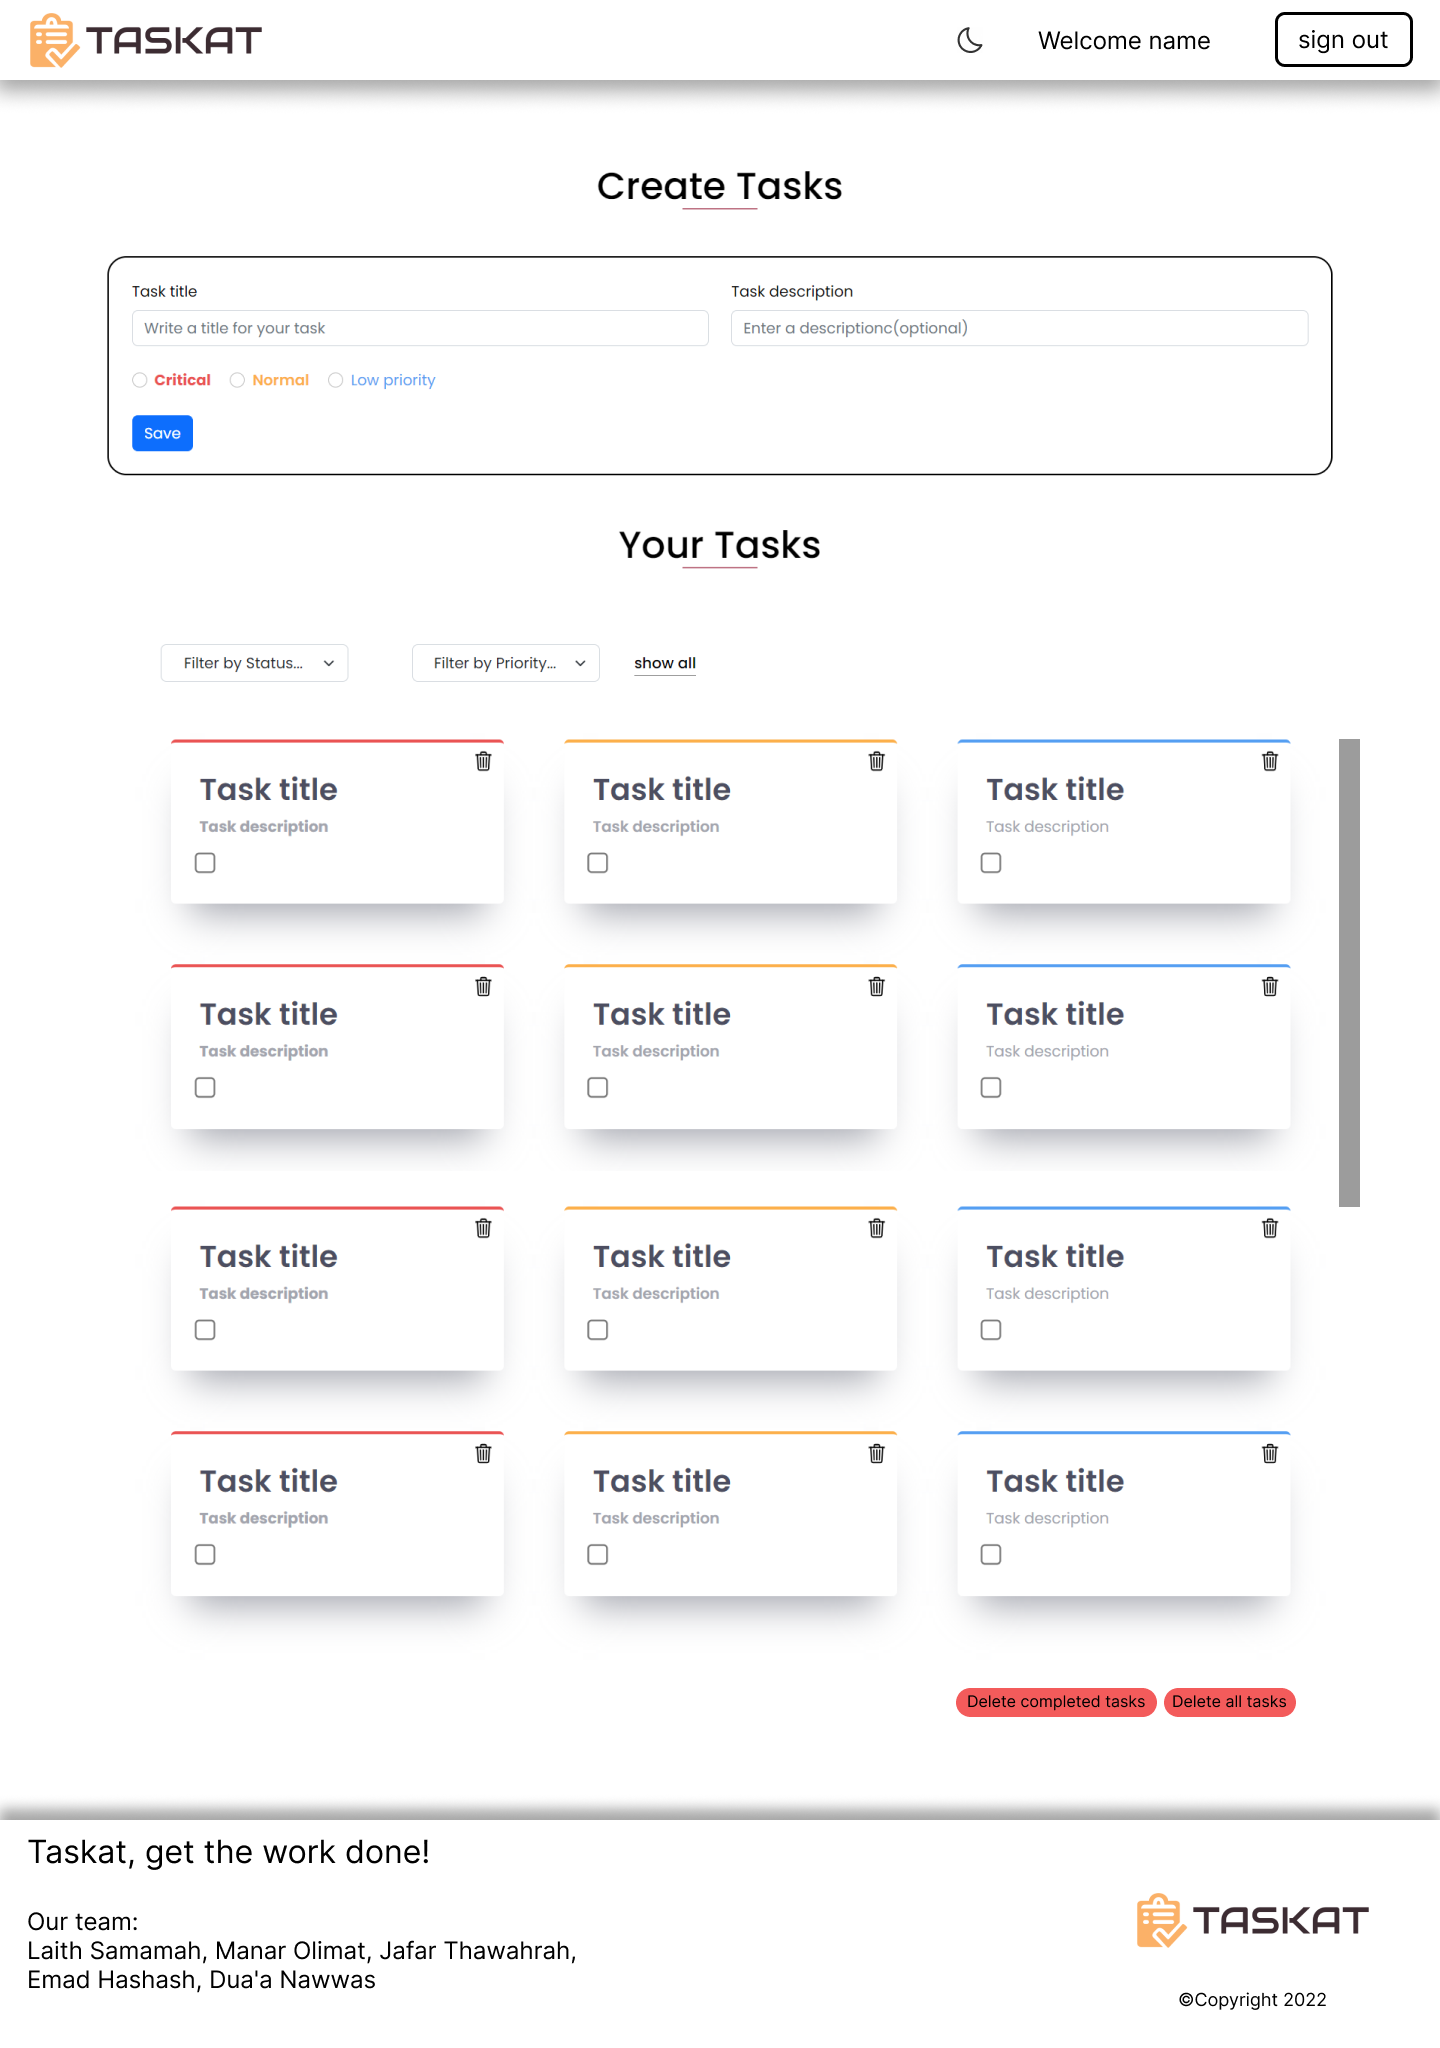 TASKAT
Welcome name
sign out
Create Tasks
Task title
Task description
Write a title for your task
Enter a descriptionc(optional)
Critical
Normal
Low priority
Save
Your Tasks
Filter by Status...
Filter by Priority...
show all
Task title
Task description
Task title
Task description
Task title
Task description
Task title
Task description
Task title
Task description
Task title
Task description
Task title
Task description
Task title
Task description
Task title
Task description
Task title
Task description
Task title
Task description
Task title
Task description
Delete completed tasks
Delete all tasks
Taskat, get the work done!
Our team:
Laith Samamah, Manar Olimat, Jafar Thawahrah,
Emad Hashash, Dua'a Nawwas
TASKAT
©Copyright 2022